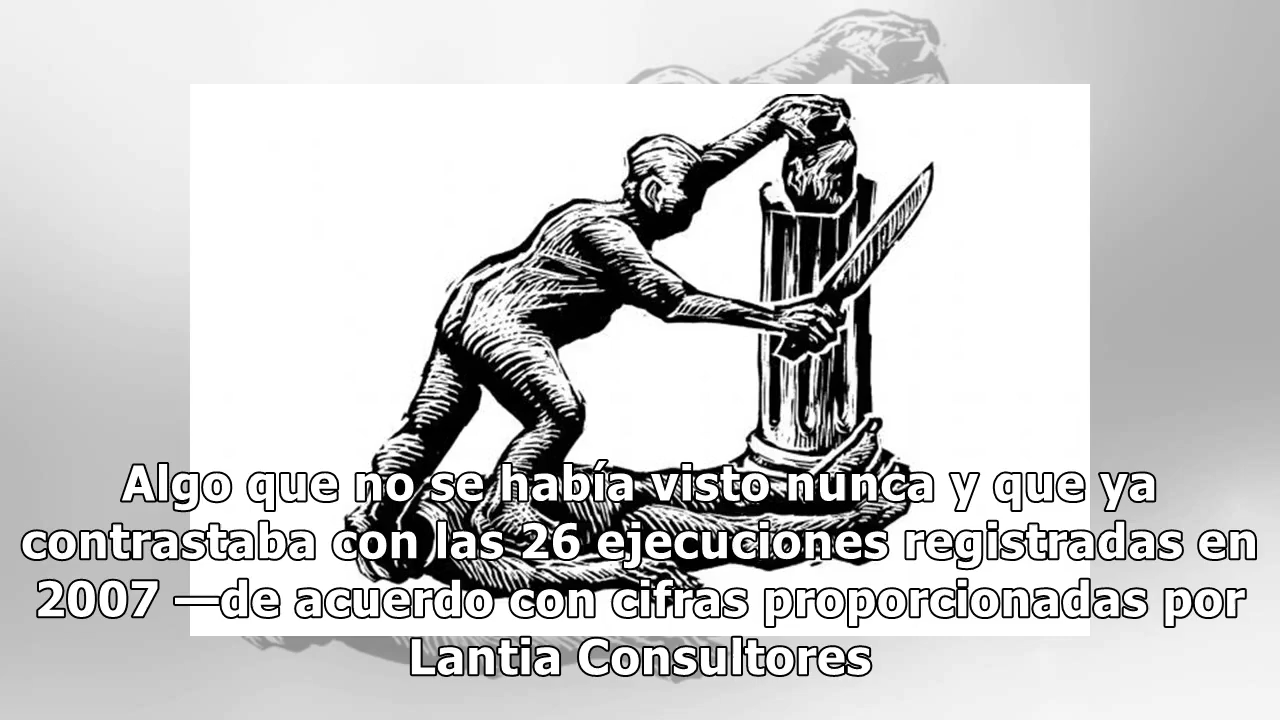 Algo que no se había visto nunca y que ya
contrastaba con las 26 ejecuciones registradas en
2007 —de acuerdo con cifras proporcionadas por
Lantia Consultores